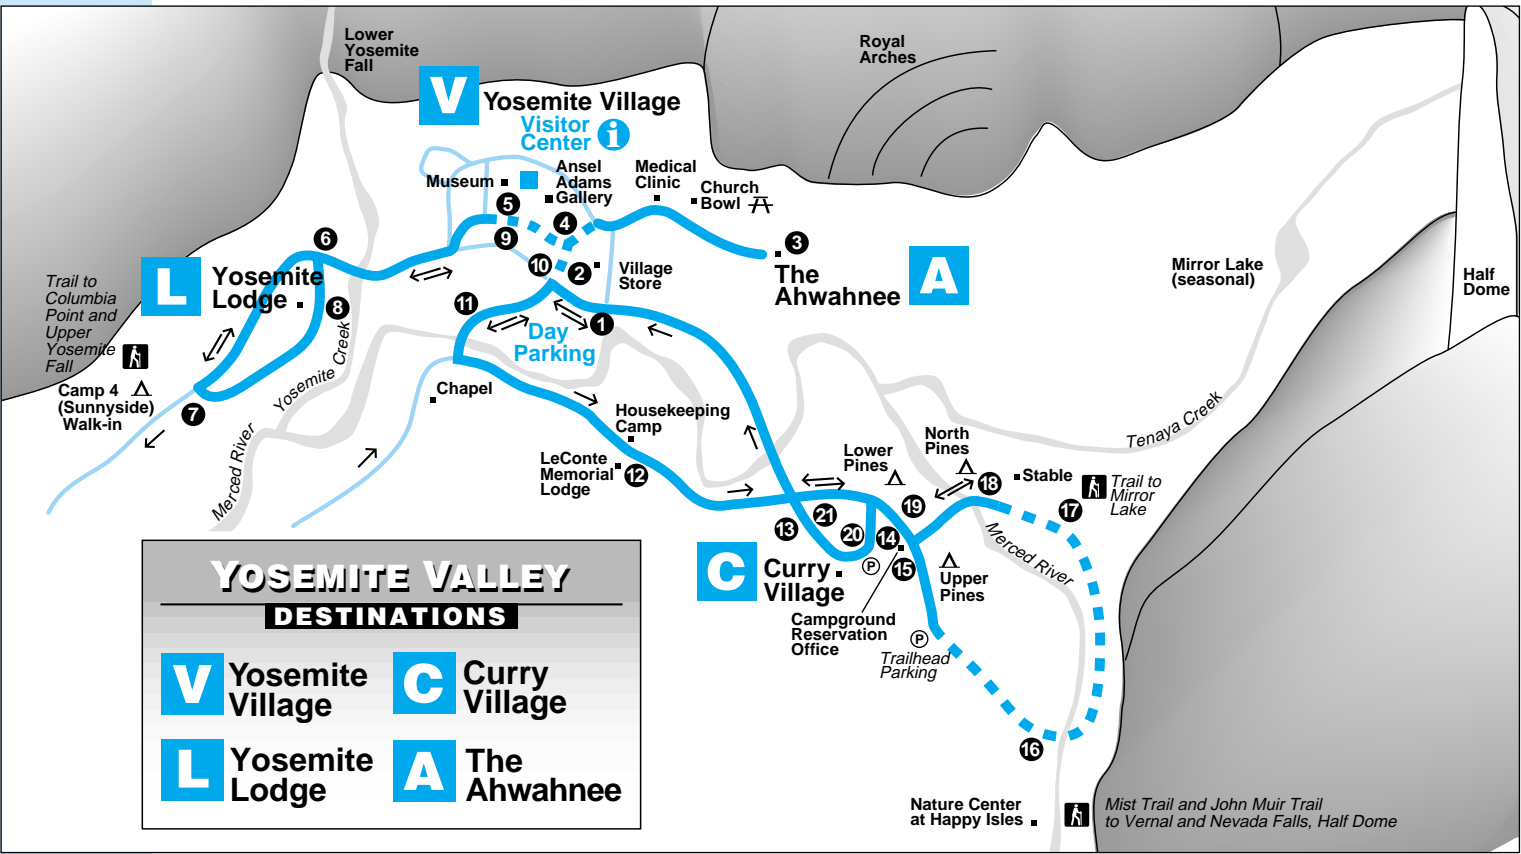 Lower
Yosemite
Fall
Royal
Arches
V
Yosemite Village
Visitor
Center
i
Museum
Ansel
Adams
Gallery
Medical
Clinic
Church
Bowl
5
4
9
10
2
Village
Store
3
The
Ahwahnee
A
Mirror Lake
(seasonal)
Half
Dome
6
L
Yosemite
Lodge
8
Trail to
Columbia
Point and
Upper
Yosemite
Fall
Camp 4
(Sunnyside)
Walk-in
7
Yosemite Creek
Merced River
11
1
Day
Parking
Chapel
Housekeeping
Camp
LeConte
Memorial
Lodge
12
Tenaya Creek
North
Pines
Lower
Pines
18
Stable
Trail to
Mirror
Lake
17
19
21
13
20
14
15
P
C
Curry
Village
Upper
Pines
Merced River
Campground
Reservation
Office
P
Trailhead
Parking
16
Nature Center
at Happy Isles
Mist Trail and John Muir Trail
to Vernal and Nevada Falls, Half Dome
YOSEMITE VALLEY
DESTINATIONS
V
Yosemite
Village
C
Curry
Village
L
Yosemite
Lodge
A
The
Ahwahnee